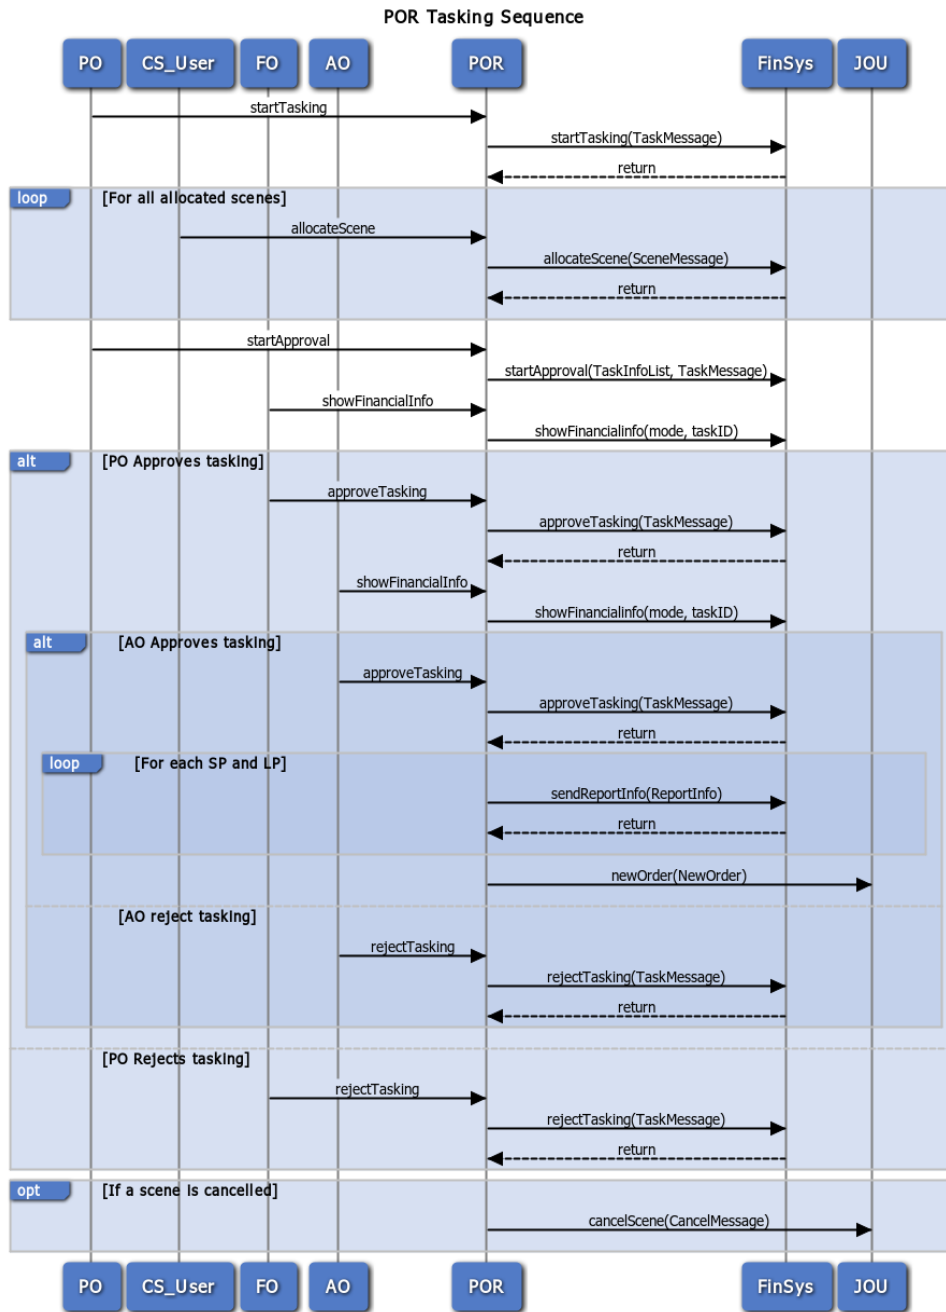 POR Tasking Sequence
PO CS_User FO AO POR FinSys JOU
startTasking
startTasking(TaskMessage)
return
loop [For all allocated scenes]
allocateScene
allocateScene(SceneMessage)
return
startApproval
startApproval(TaskInfoList, TaskMessage)
showFinancialInfo
showFinancialinfo(mode, taskID)
alt [PO Approves tasking]
approveTasking
approveTasking(TaskMessage)
return
showFinancialInfo
showFinancialinfo(mode, taskID)
alt [AO Approves tasking]
approveTasking
approveTasking(TaskMessage)
return
loop [For each SP and LP]
sendReportInfo(ReportInfo)
return
newOrder(NewOrder)
[AO reject tasking]
rejectTasking
rejectTasking(TaskMessage)
return
[PO Rejects tasking]
rejectTasking
rejectTasking(TaskMessage)
return
opt [If a scene is cancelled]
cancelScene(CancelMessage)
PO CS_User FO AO POR FinSys JOU